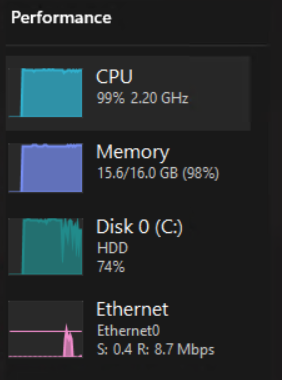 Performance
CPU
99% 2.20 GHz
Memory
15.6/16.0 GB (98%)
Disk 0 (C:)
HDD
74%
Ethernet
Ethernet0
S: 0.4 R: 8.7 Mbps